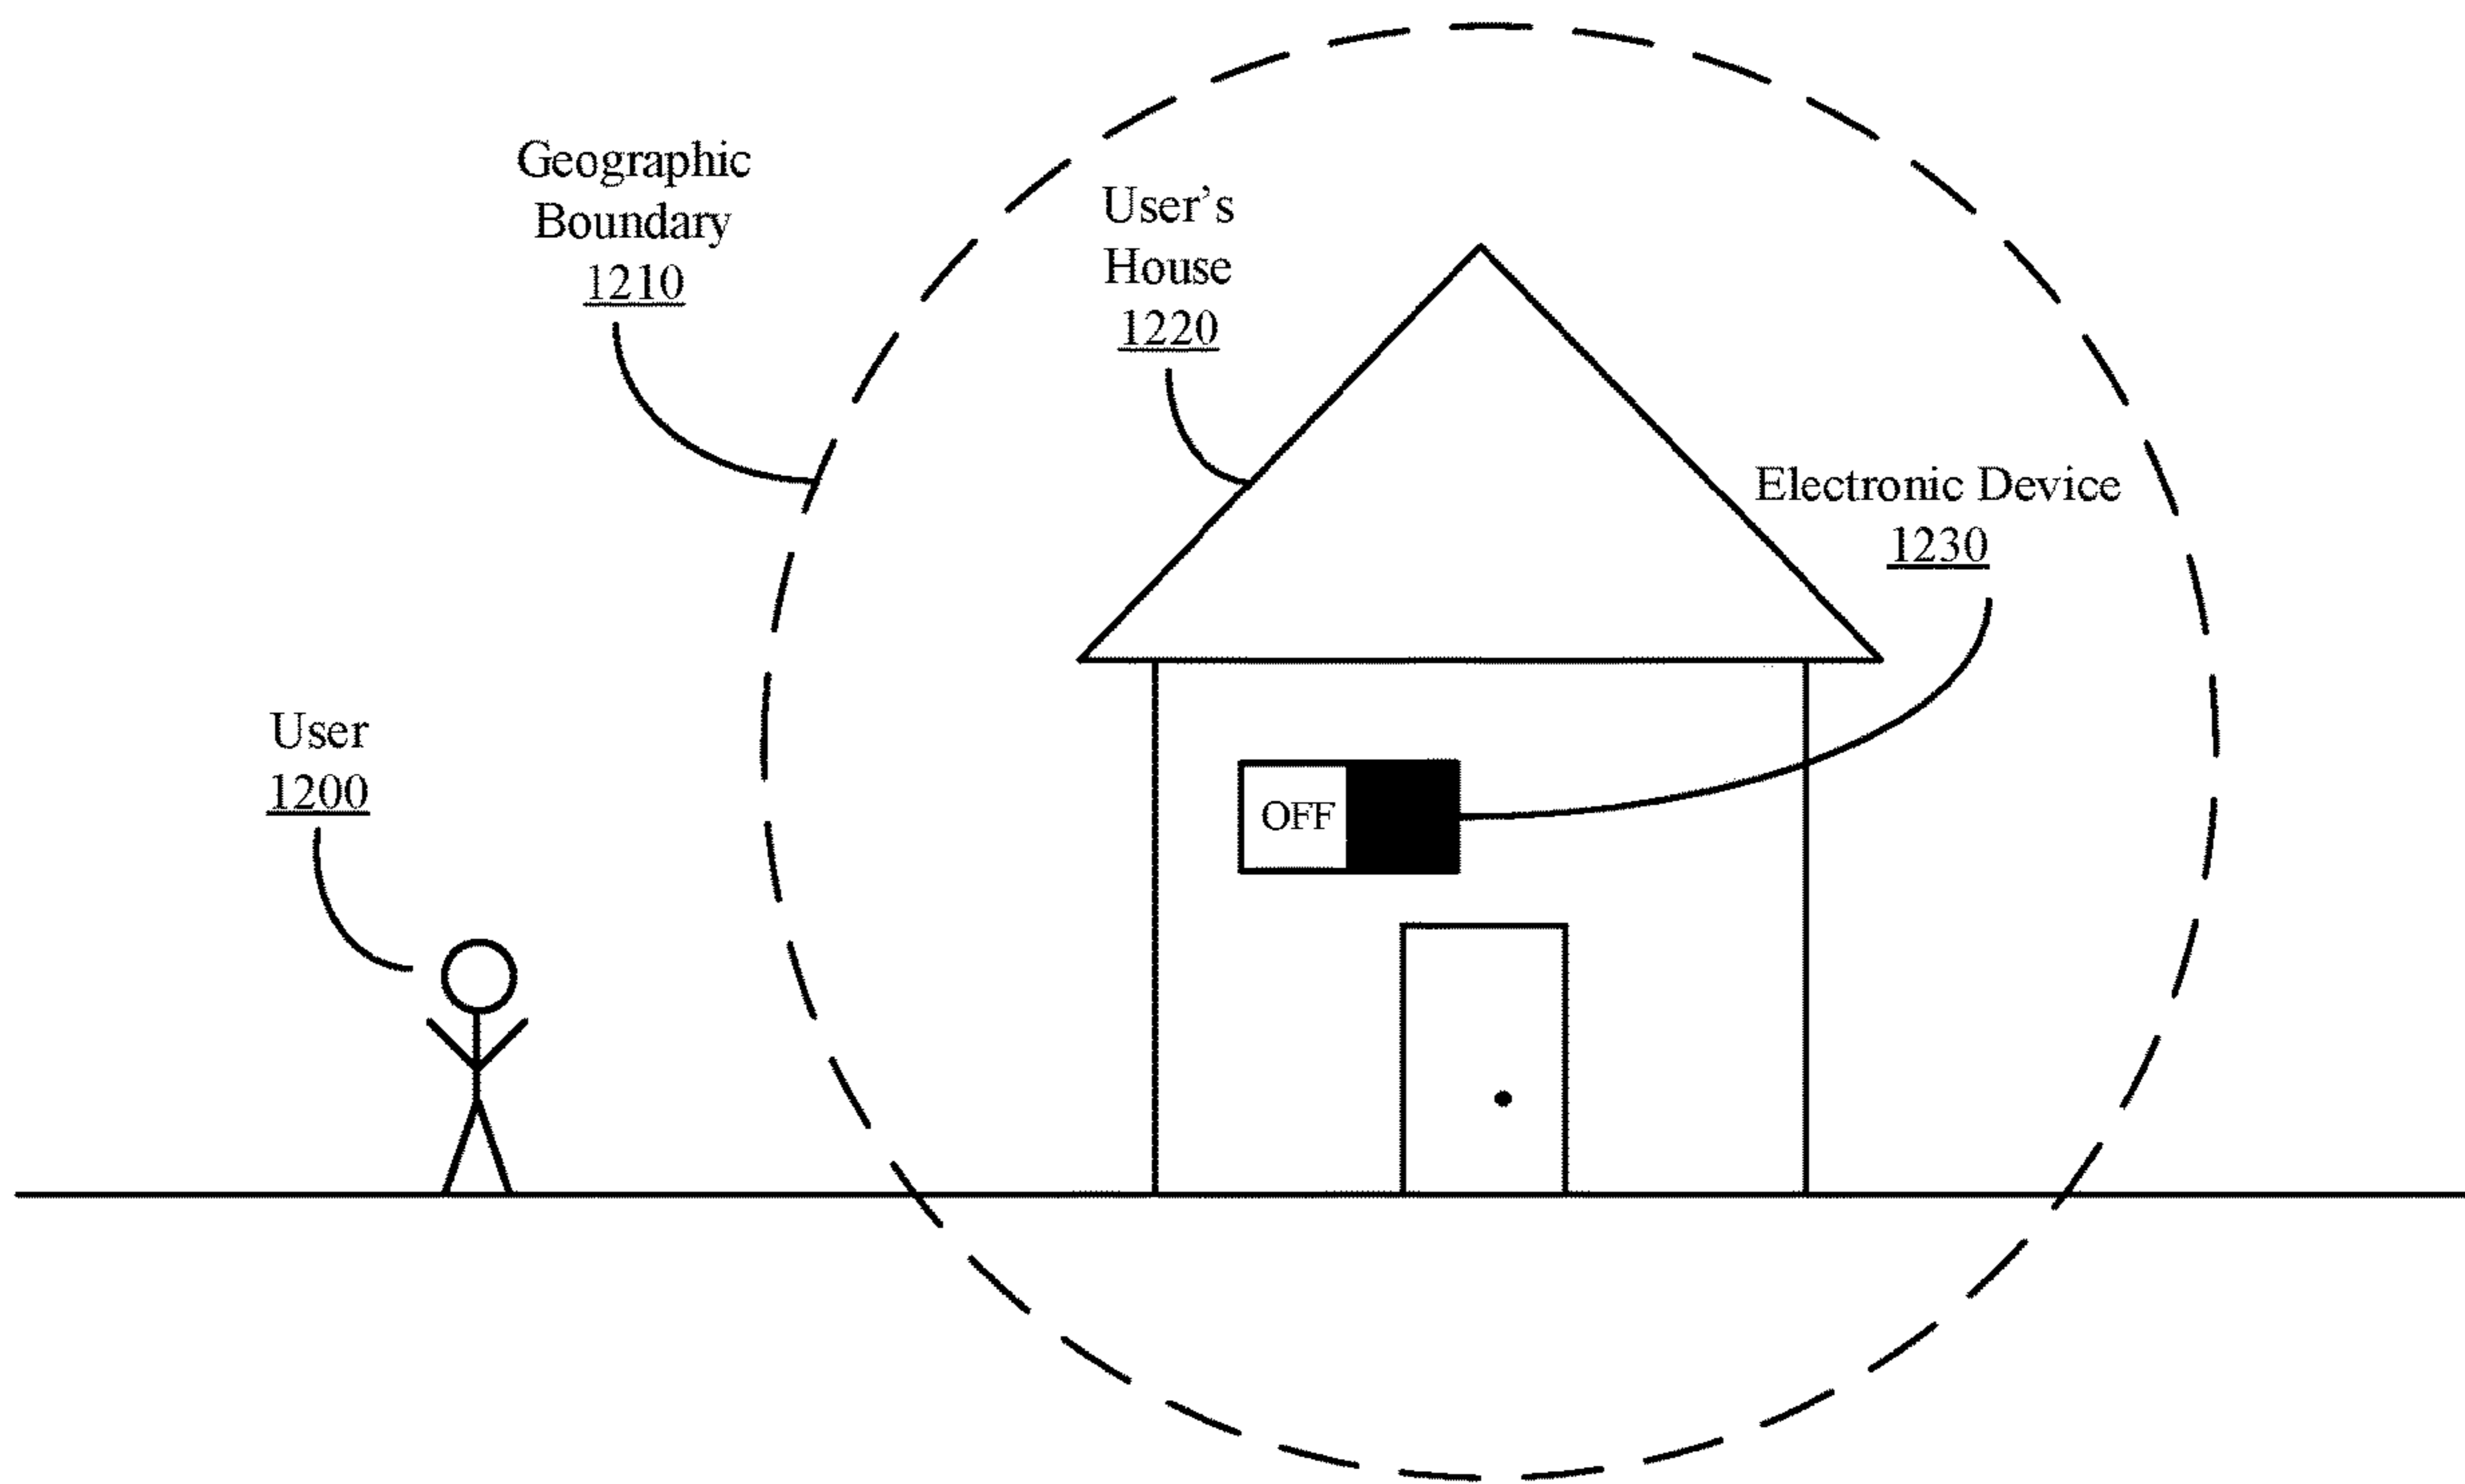 Geographic
Boundary
1210
User's
House
1220
Electronic Device
1230
User
1200
OFF